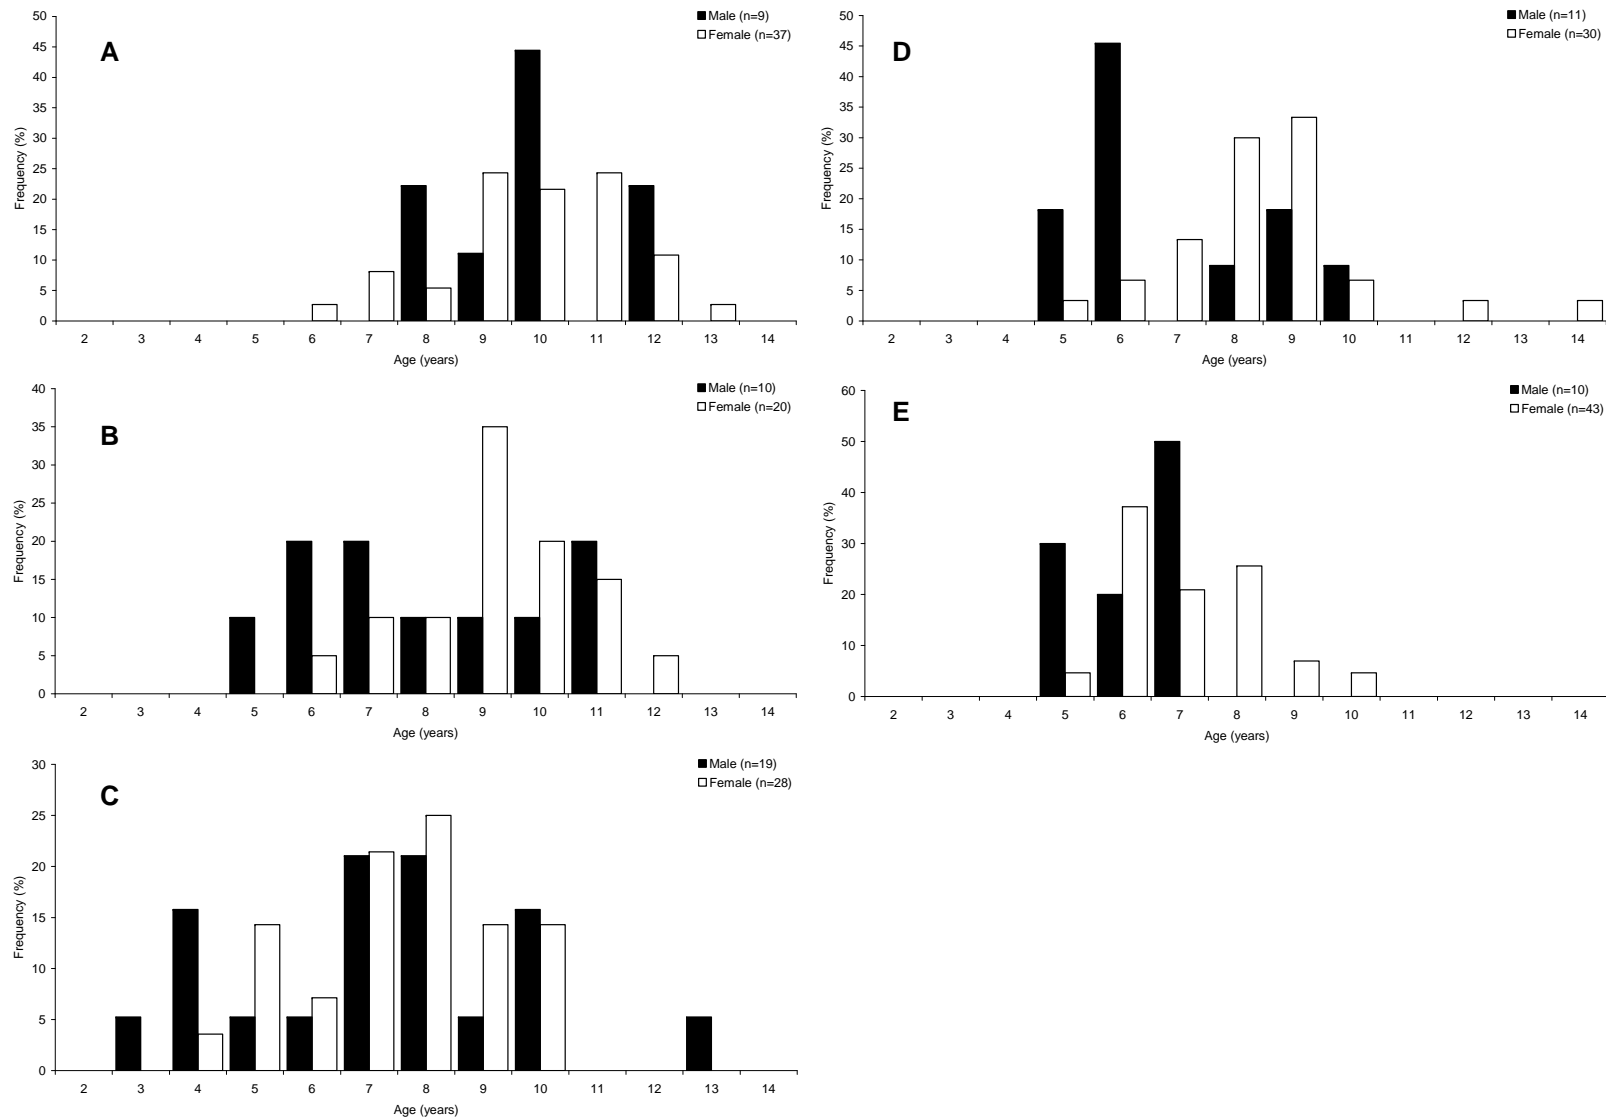 A
Male (n=9)
Female (n=37)
Frequency (%)
50
45
40
35
30
25
20
15
10
5
0
2 3 4 5 6 7 8 9 10 11 12 13 14
Age (years)
B
Male (n=10)
Female (n=20)
Frequency (%)
40
35
30
25
20
15
10
5
0
2 3 4 5 6 7 8 9 10 11 12 13 14
Age (years)
C
Male (n=19)
Female (n=28)
Frequency (%)
30
25
20
15
10
5
0
2 3 4 5 6 7 8 9 10 11 12 13 14
Age (years)
D
Male (n=11)
Female (n=30)
Frequency (%)
50
45
40
35
30
25
20
15
10
5
0
2 3 4 5 6 7 8 9 10 11 12 13 14
Age (years)
E
Male (n=10)
Female (n=43)
Frequency (%)
60
50
40
30
20
10
0
2 3 4 5 6 7 8 9 10 11 12 13 14
Age (years)